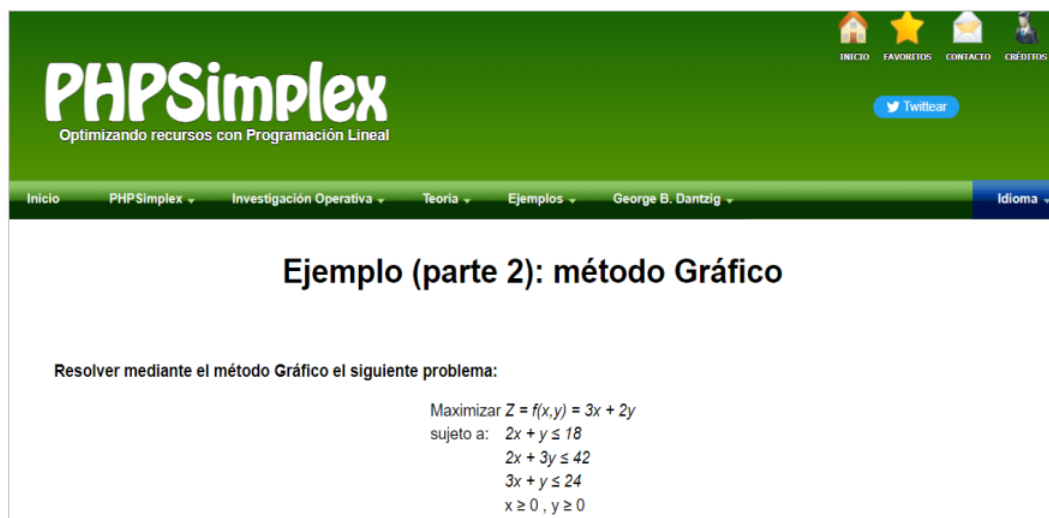 INICIO FAVORITOS CONTACTO CRÉDITOS
PHPSimplex
Optimizando recursos con Programación Lineal
Twittear
Inicio PHPSimplex Investigación Operativa Teoría Ejemplos George B. Dantzig Idioma
Ejemplo (parte 2): método Gráfico
Resolver mediante el método Gráfico el siguiente problema:
Maximizar Z = f(x,y) = 3x + 2y
sujeto a: 2x + y ≤ 18
2x + 3y ≤ 42
3x + y ≤ 24
x ≥ 0 , y ≥ 0